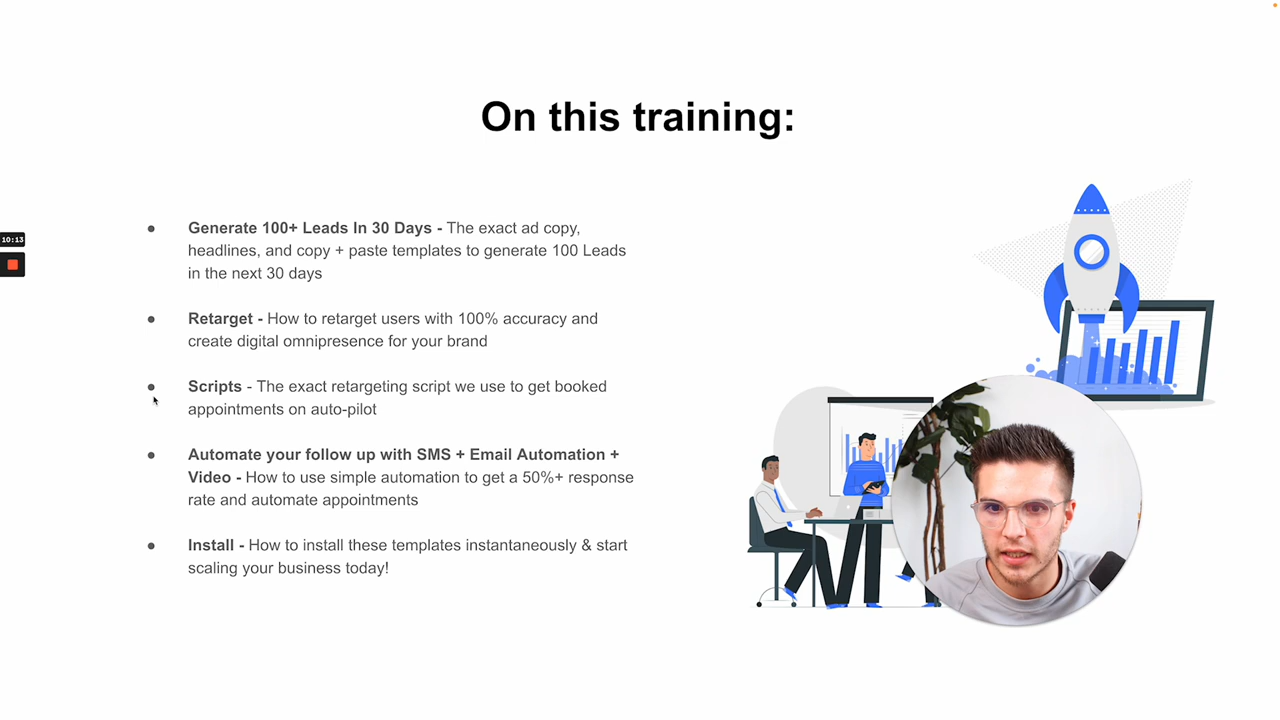 On this training:
10:13
● Generate 100+ Leads In 30 Days - The exact ad copy,
headlines, and copy + paste templates to generate 100 Leads
in the next 30 days
● Retarget - How to retarget users with 100% accuracy and
create digital omnipresence for your brand
● Scripts - The exact retargeting script we use to get booked
appointments on auto-pilot
● Automate your follow up with SMS + Email Automation +
Video - How to use simple automation to get a 50%+ response
rate and automate appointments
● Install - How to install these templates instantaneously & start
scaling your business today!